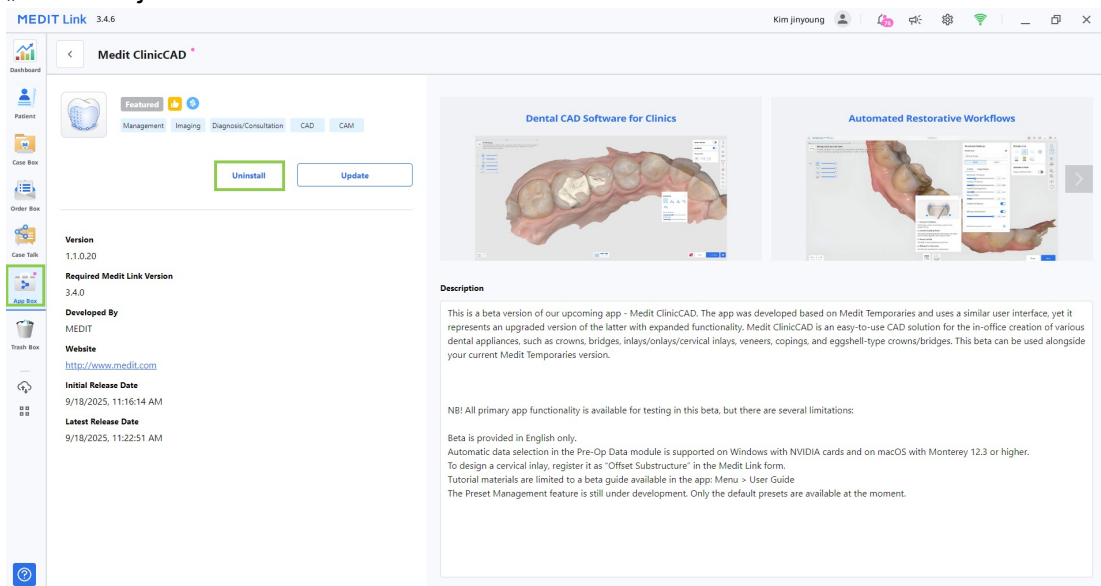 MEDIT Link 3.4.6
Kim jinyoung
Dashboard
Patient
Case Box
Order Box
Case Talk
App Box
Trash Box
Medit ClinicCAD
Featured
Management Imaging Diagnosis/Consultation CAD CAM
Uninstall Update
Version
1.1.0.20
Required Medit Link Version
3.4.0
Developed By
MEDIT
Website
http://www.medit.com
Initial Release Date
9/18/2025, 11:16:14 AM
Latest Release Date
9/18/2025, 11:22:51 AM
Dental CAD Software for Clinics
Automated Restorative Workflows
Description
This is a beta version of our upcoming app - Medit ClinicCAD. The app was developed based on Medit Temporaries and uses a similar user interface, yet it
represents an upgraded version of the latter with expanded functionality. Medit ClinicCAD is an easy-to-use CAD solution for the in-office creation of various
dental appliances, such as crowns, bridges, inlays/onlays/cervical inlays, veneers, copings, and eggshell-type crowns/bridges. This beta can be used alongside
your current Medit Temporaries version.
NB! All primary app functionality is available for testing in this beta, but there are several limitations:
Beta is provided in English only.
Automatic data selection in the Pre-Op Data module is supported on Windows with NVIDIA cards and on macOS with Monterey 12.3 or higher.
To design a cervical inlay, register it as "Offset Substructure" in the Medit Link form.
Tutorial materials are limited to a beta guide available in the app: Menu > User Guide
The Preset Management feature is still under development. Only the default presets are available at the moment.